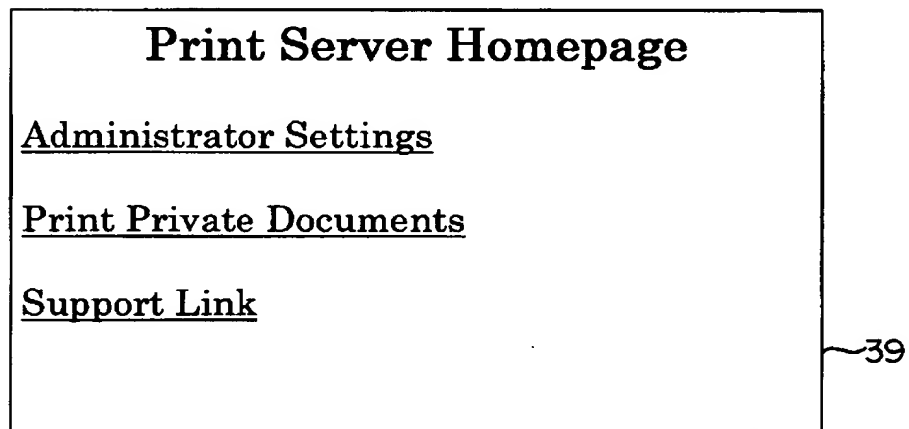 Print Server Homepage
Administrator Settings
Print Private Documents
Support Link
39